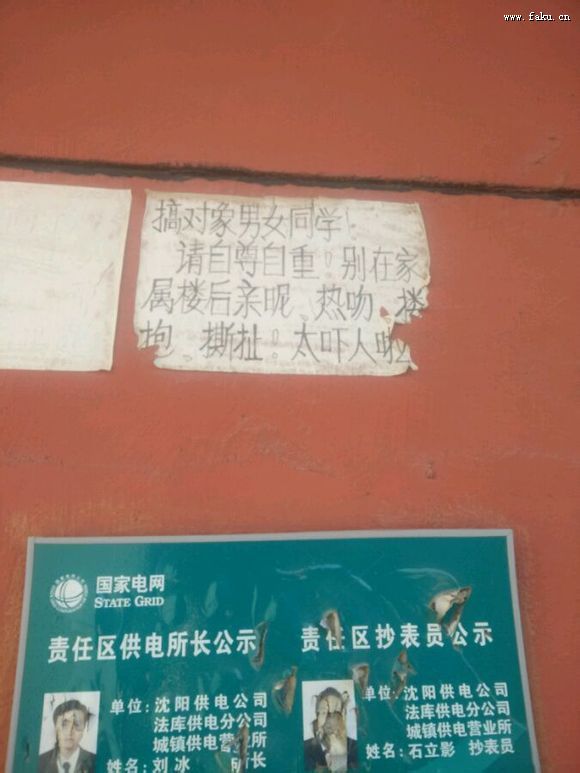 www.faku.cn
搞对象男女同学!
请自尊自重!别在家
属楼后亲昵、热吻、搂
拘、撕扯!太吓人啦
国家电网
STATE GRID
责任区供电所长公示
单位:沈阳供电公司
法库供电分公司
城镇供电营业所
姓名:刘冰 所长
责任区抄表员公示
单位:沈阳供电公司
法库供电分公司
城镇供电营业所
姓名:石立影 抄表员